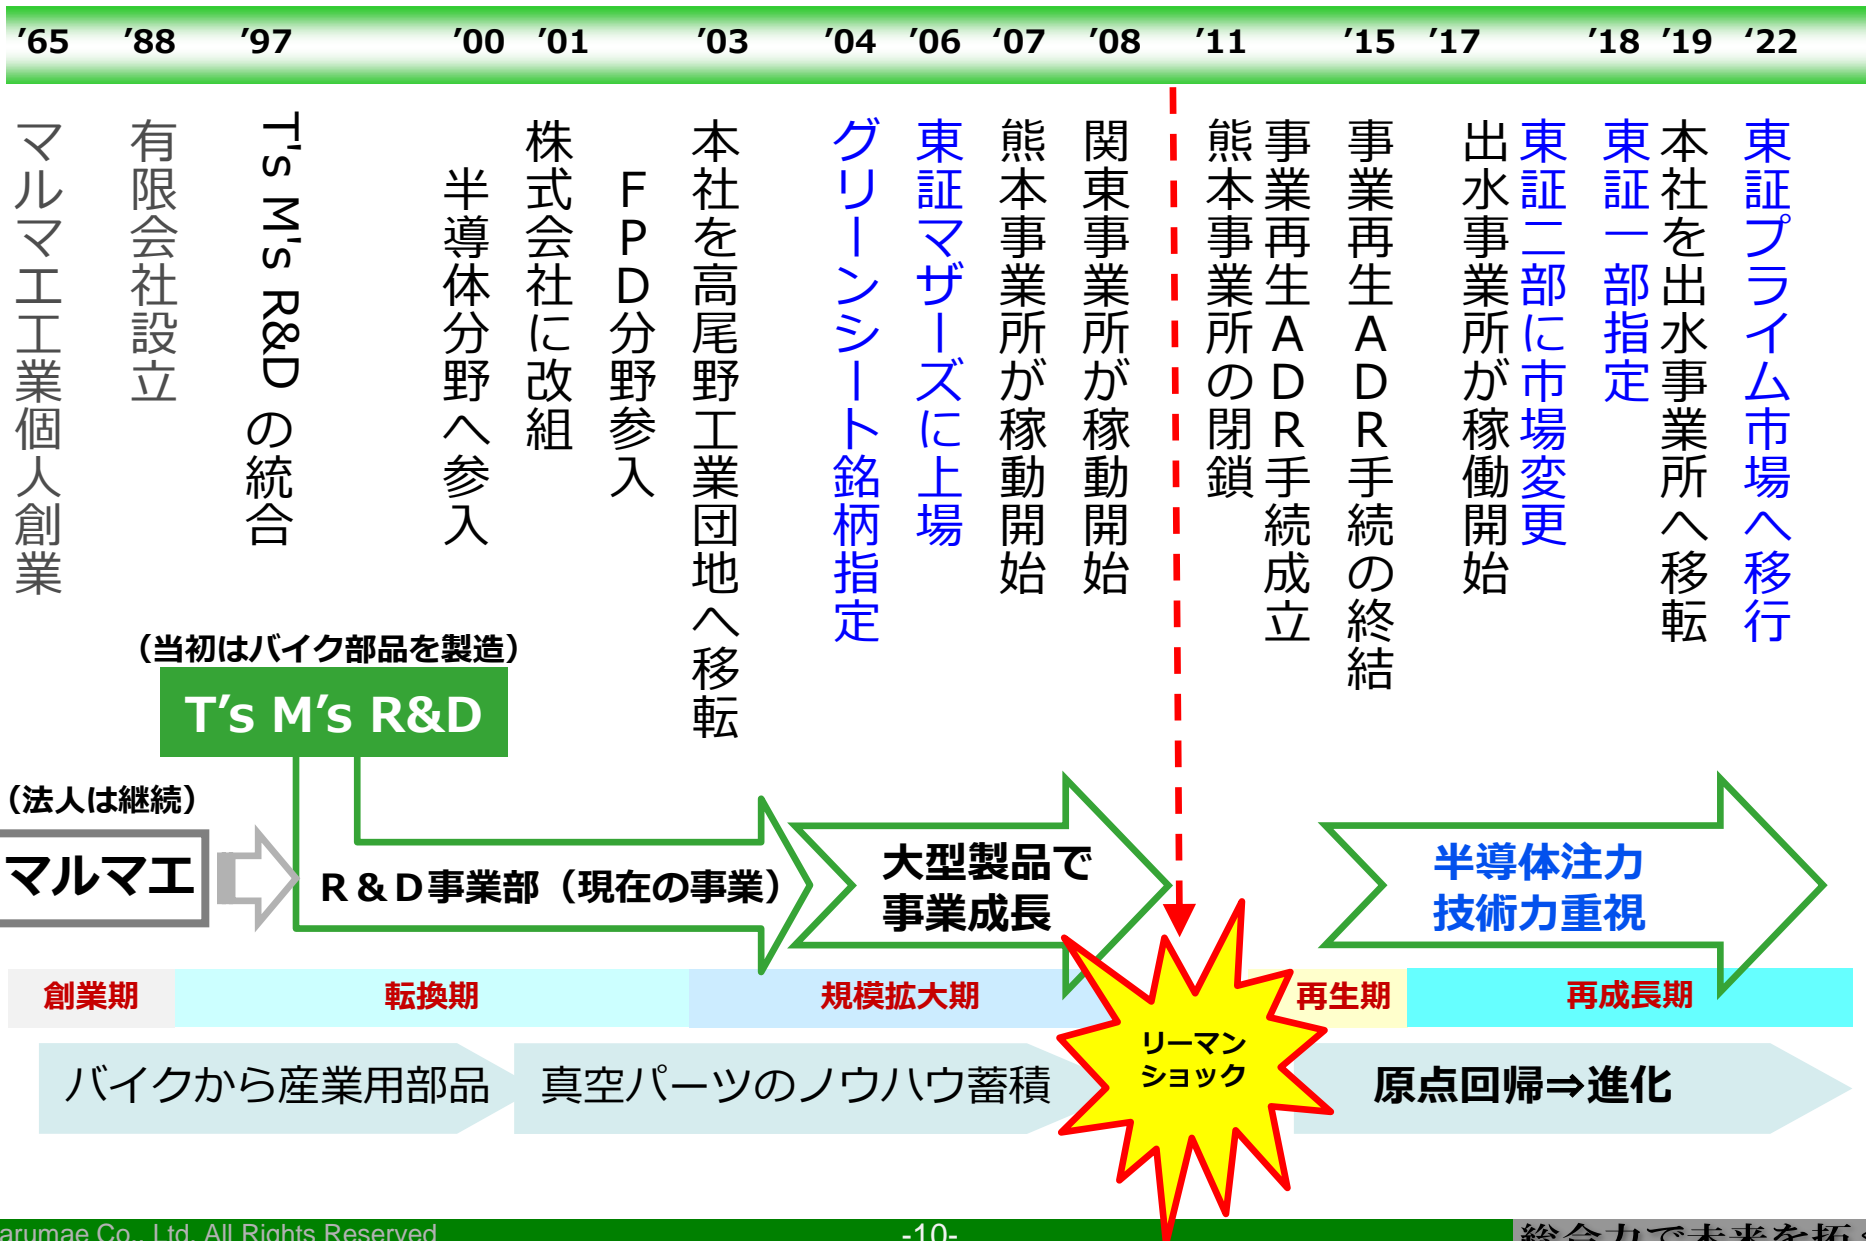 ’65 ’88 ’97 ’00 ’01 ’03 ’04 ’06 ‘07 ’08 ’11 ’15 ’17 ’18 ’19 ‘22
マルマエ工業個人創業
有限会社設立
T's M's R&D の統合
半導体分野へ参入
株式会社に改組
ＦＰＤ分野参入
本社を高尾野工業団地へ移転
グリーンシート銘柄指定
東証マザーズに上場
熊本事業所が稼動開始
関東事業所が稼動開始
熊本事業所の閉鎖
事業再生ＡＤＲ手続成立
事業再生ＡＤＲ手続の終結
出水事業所が稼働開始
東証二部に市場変更
東証一部指定
本社を出水事業所へ移転
東証プライム市場へ移行
（当初はバイク部品を製造）
T’s M’s R&D
（法人は継続）
マルマエ
Ｒ＆Ｄ事業部（現在の事業）
大型製品で
事業成長
半導体注力
技術力重視
創業期
転換期
規模拡大期
再生期
再成長期
リーマン
ショック
バイクから産業用部品
真空パーツのノウハウ蓄積
原点回帰⇒進化
arumae Co., Ltd. All Rights Reserved
-10-
総合力で未来を拓